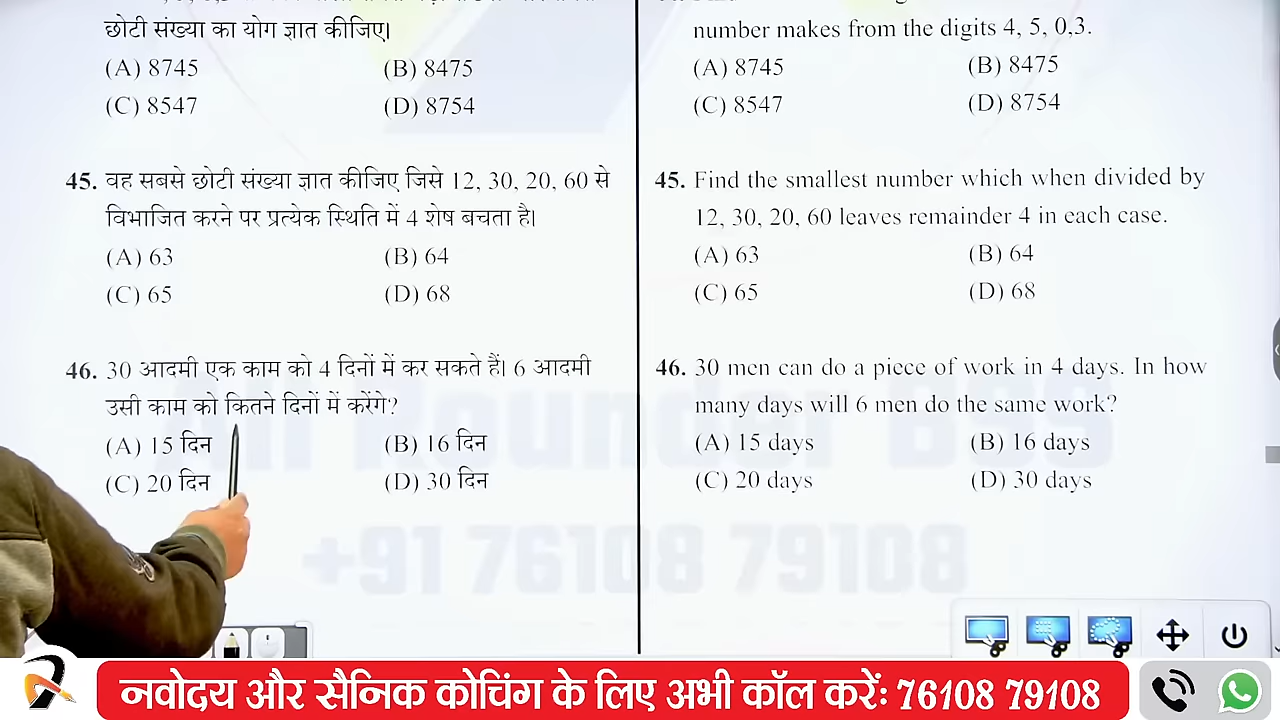 छोटी संख्या का योग ज्ञात कीजिए।
(A) 8745 (B) 8475
(C) 8547 (D) 8754
45. वह सबसे छोटी संख्या ज्ञात कीजिए जिसे 12, 30, 20, 60 से
विभाजित करने पर प्रत्येक स्थिति में 4 शेष बचता है।
(A) 63 (B) 64
(C) 65 (D) 68
46. 30 आदमी एक काम को 4 दिनों में कर सकते हैं। 6 आदमी
उसी काम को कितने दिनों में करेंगे?
(A) 15 दिन (B) 16 दिन
(C) 20 दिन (D) 30 दिन
number makes from the digits 4, 5, 0,3.
(A) 8745 (B) 8475
(C) 8547 (D) 8754
45. Find the smallest number which when divided by
12, 30, 20, 60 leaves remainder 4 in each case.
(A) 63 (B) 64
(C) 65 (D) 68
46. 30 men can do a piece of work in 4 days. In how
many days will 6 men do the same work?
(A) 15 days (B) 16 days
(C) 20 days (D) 30 days
All Rounder BRS
+91 76108 79108
नवोदय और सैनिक कोचिंग के लिए अभी कॉल करें: 76108 79108